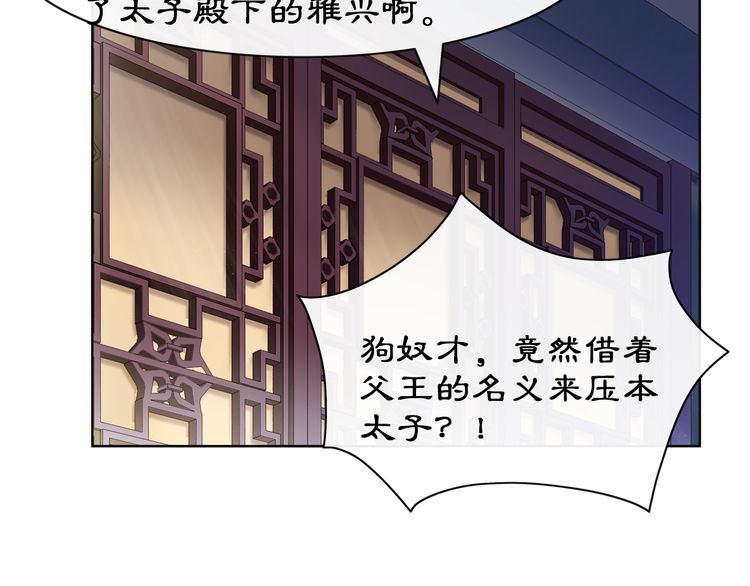 了太子殿下的雅兴啊。
狗奴才，竟然借着
父王的名义来压本
太子？！